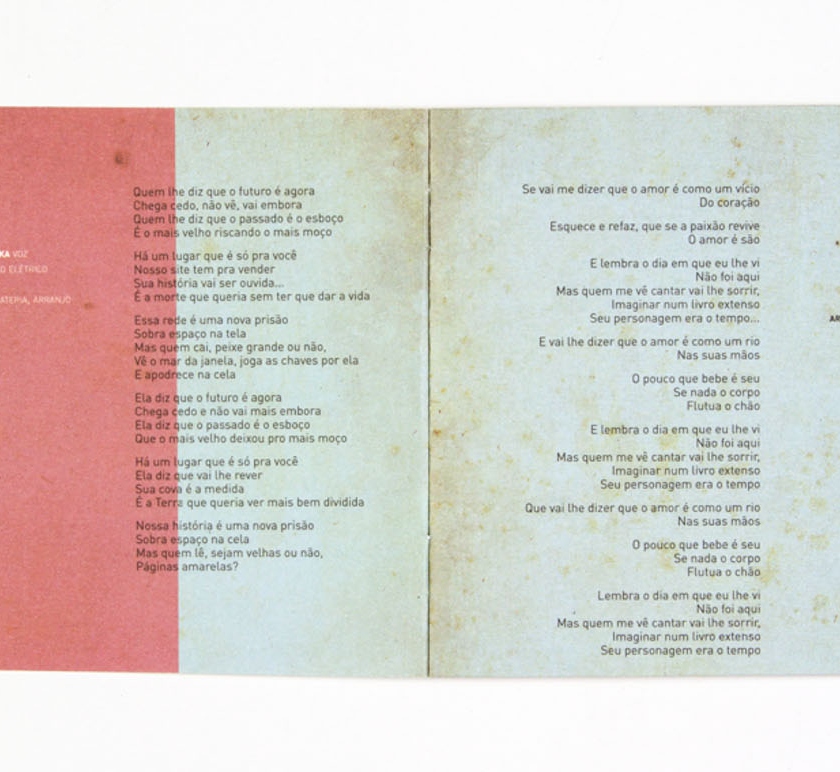 KA VOZ
O ELÉTRICO
ATERIA, ARRANJO
Quem lhe diz que o futuro é agora
Chega cedo, não vê, vai embora
Quem lhe diz que o passado é o esboço
É o mais velho riscando o mais moço
Há um lugar que é só pra você
Nosso site tem pra vender
Sua história vai ser ouvida...
É a morte que queria sem ter que dar a vida
Essa rede é uma nova prisão
Sobra espaço na tela
Mas quem cai, peixe grande ou não,
Vê o mar da janela, joga as chaves por ela
E apodrece na cela
Ela diz que o futuro é agora
Chega cedo e não vai mais embora
Ela diz que o passado é o esboço
Que o mais velho deixou pro mais moço
Há um lugar que é só pra você
Ela diz que vai lhe rever
Sua cova é a medida
É a Terra que queria ver mais bem dividida
Nossa história é uma nova prisão
Sobra espaço na cela
Mas quem lê, sejam velhas ou não,
Páginas amarelas?
Se vai me dizer que o amor é como um vício
Do coração
Esquece e refaz, que se a paixão revive
O amor é são
E lembra o dia em que eu lhe vi
Não foi aqui
Mas quem me vê cantar vai lhe sorrir,
Imaginar num livro extenso
Seu personagem era o tempo...
E vai lhe dizer que o amor é como um rio
Nas suas mãos
O pouco que bebe é seu
Se nada o corpo
Flutua o chão
E lembra o dia em que eu lhe vi
Não foi aqui
Mas quem me vê cantar vai lhe sorrir,
Imaginar num livro extenso
Seu personagem era o tempo
Que vai lhe dizer que o amor é como um rio
Nas suas mãos
O pouco que bebe é seu
Se nada o corpo
Flutua o chão
Lembra o dia em que eu lhe vi
Não foi aqui
Mas quem me vê cantar vai lhe sorrir,
Imaginar num livro extenso
Seu personagem era o tempo
AR